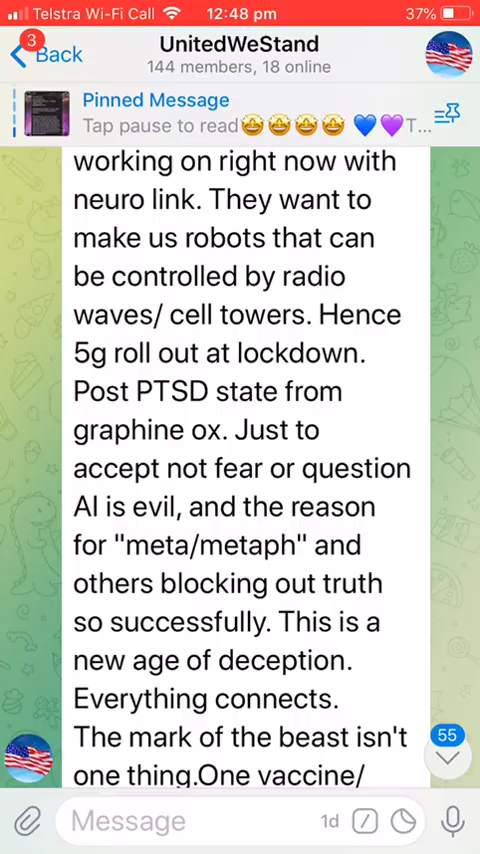 Telstra Wi-Fi Call 12:48 pm 37%
3
Back
UnitedWeStand
144 members, 18 online
Pinned Message
Tap pause to read🤩🤩🤩🤩 💙💜T...
working on right now with
neuro link. They want to
make us robots that can
be controlled by radio
waves/ cell towers. Hence
5g roll out at lockdown.
Post PTSD state from
graphine ox. Just to
accept not fear or question
AI is evil, and the reason
for "meta/metaph" and
others blocking out truth
so successfully. This is a
new age of deception.
Everything connects.
The mark of the beast isn't
one thing.One vaccine/
55
Message
1d